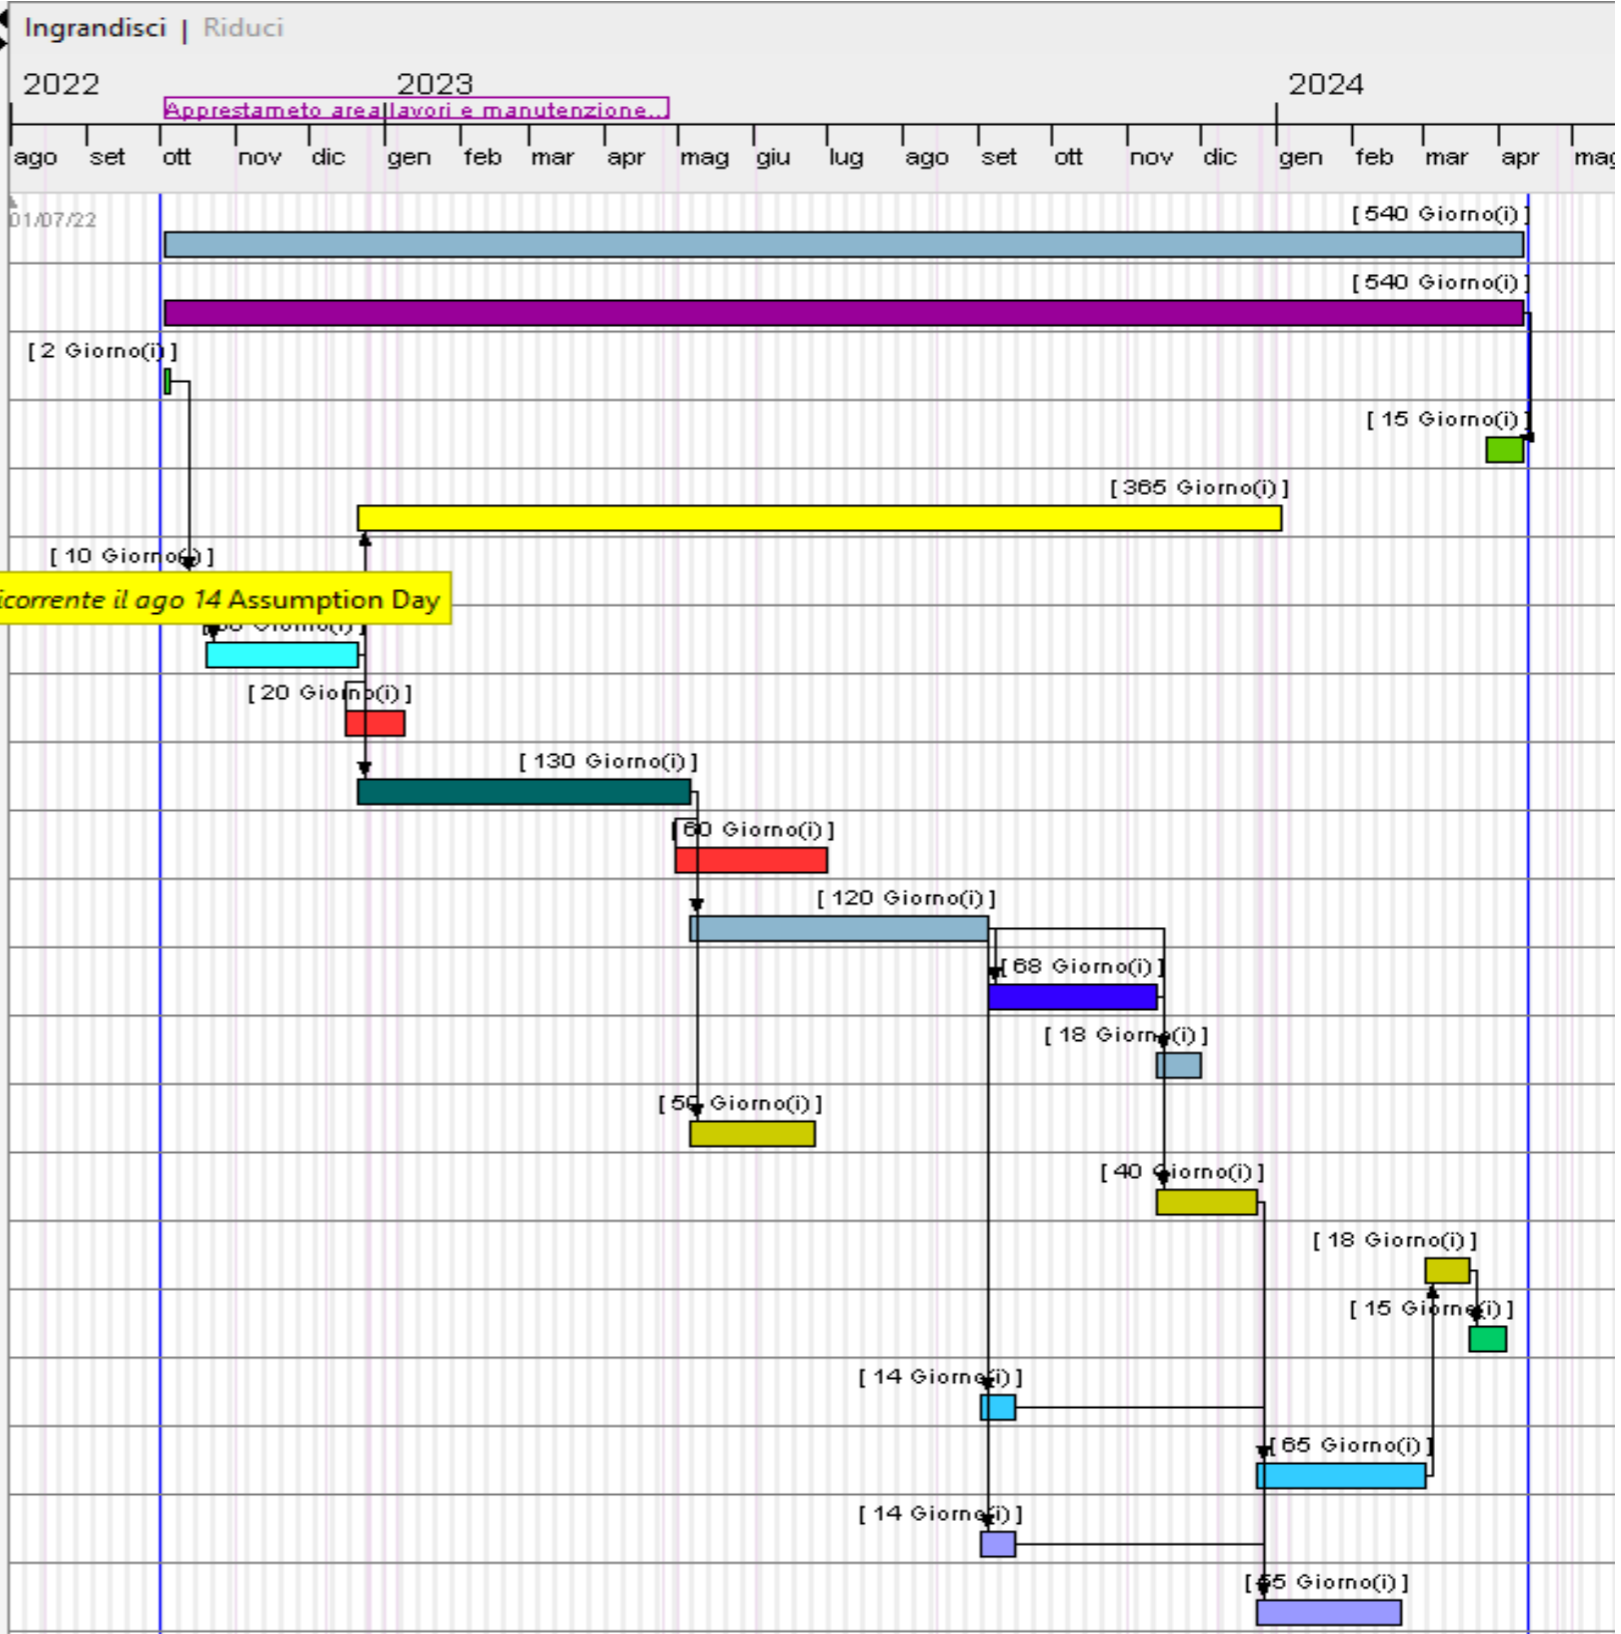 Ingrandisci | Riduci
2022 2023 2024
Apprestameto area lavori e manutenzione...
ago set ott nov dic gen feb mar apr mag giu lug ago set ott nov dic gen feb mar apr mag
01/07/22
[ 540 Giorno(i) ]
[ 540 Giorno(i) ]
[ 2 Giorno(i) ]
[ 15 Giorno(i) ]
[ 365 Giorno(i) ]
[ 10 Giorno(i) ]
icorrente il ago 14 Assumption Day
Giorno(i) ]
[ 20 Giorno(i) ]
[ 130 Giorno(i) ]
[ 60 Giorno(i) ]
[ 120 Giorno(i) ]
[ 68 Giorno(i) ]
[ 18 Giorno(i) ]
[ 50 Giorno(i) ]
[ 40 Giorno(i) ]
[ 18 Giorno(i) ]
[ 15 Giorno(i) ]
[ 14 Giorno(i) ]
[ 65 Giorno(i) ]
[ 14 Giorno(i) ]
[ 55 Giorno(i) ]